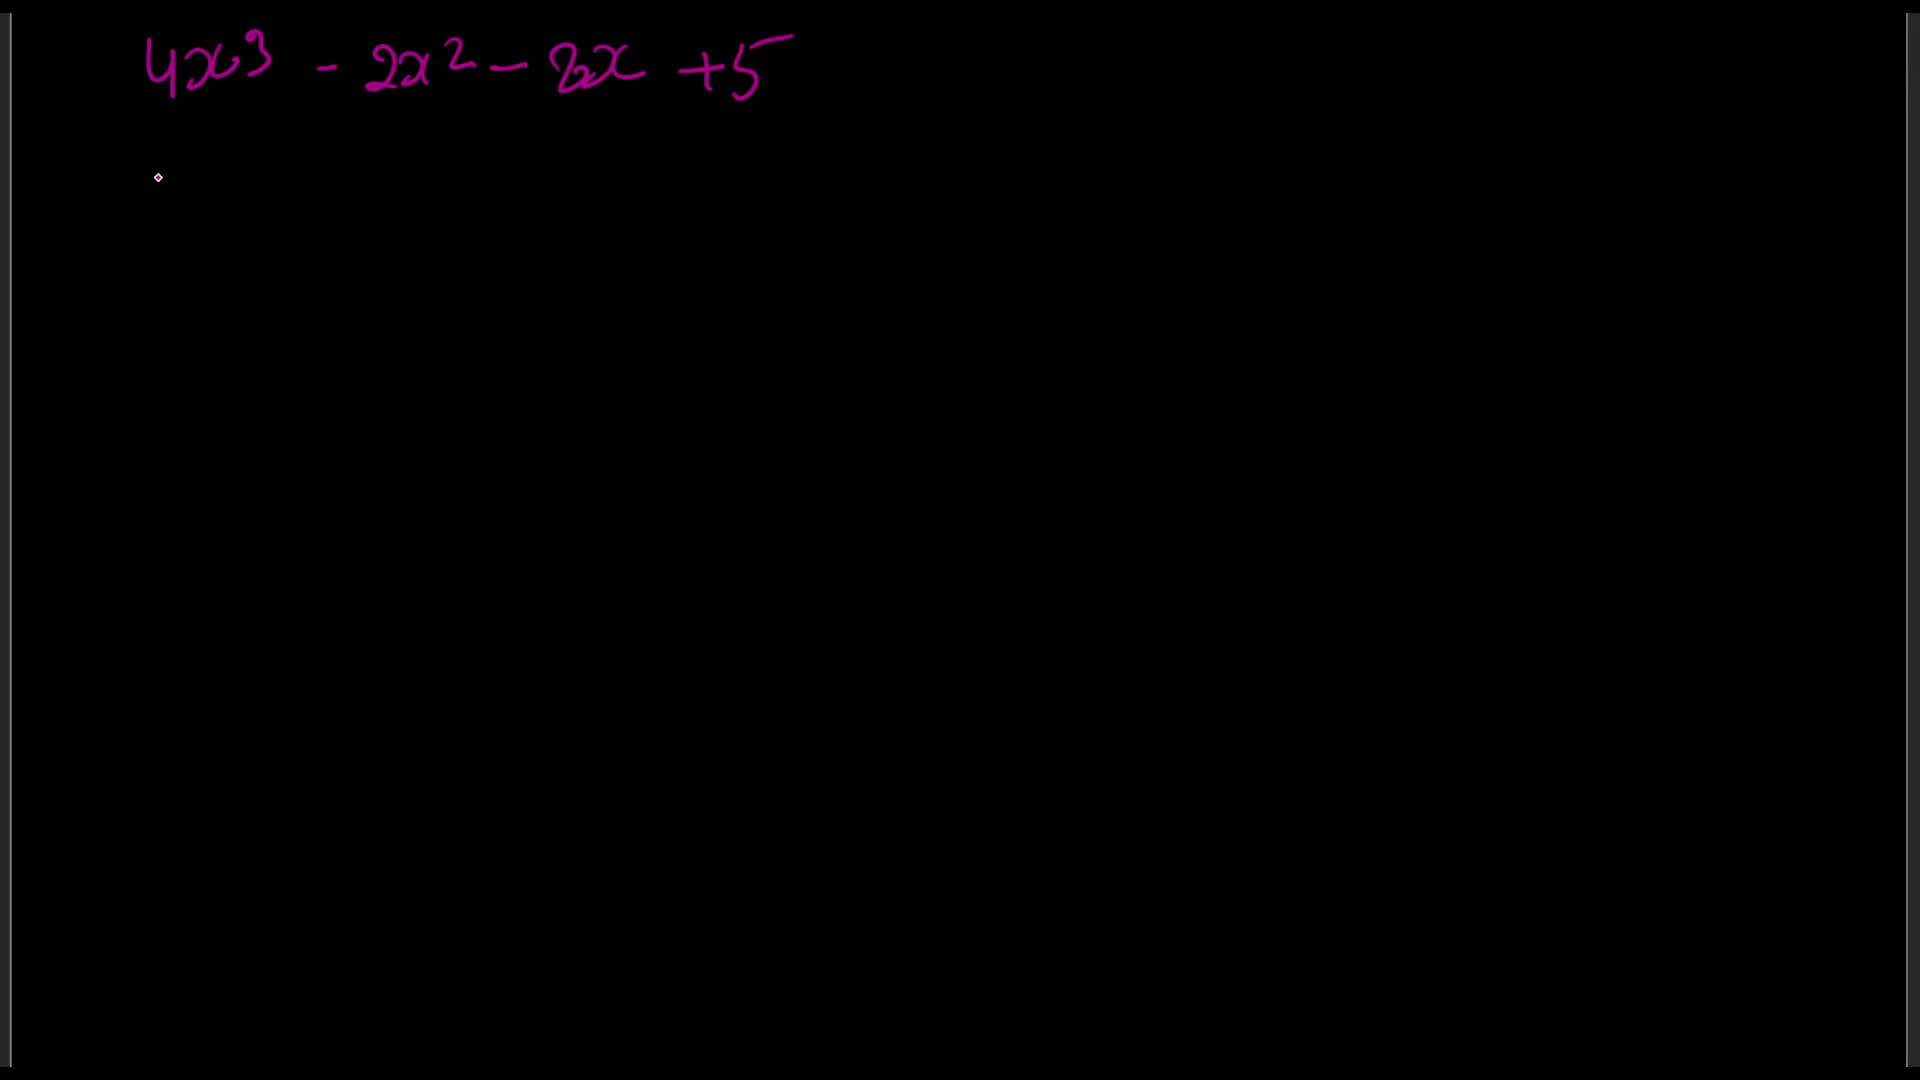 4x³ - 2x² - 2x + 5